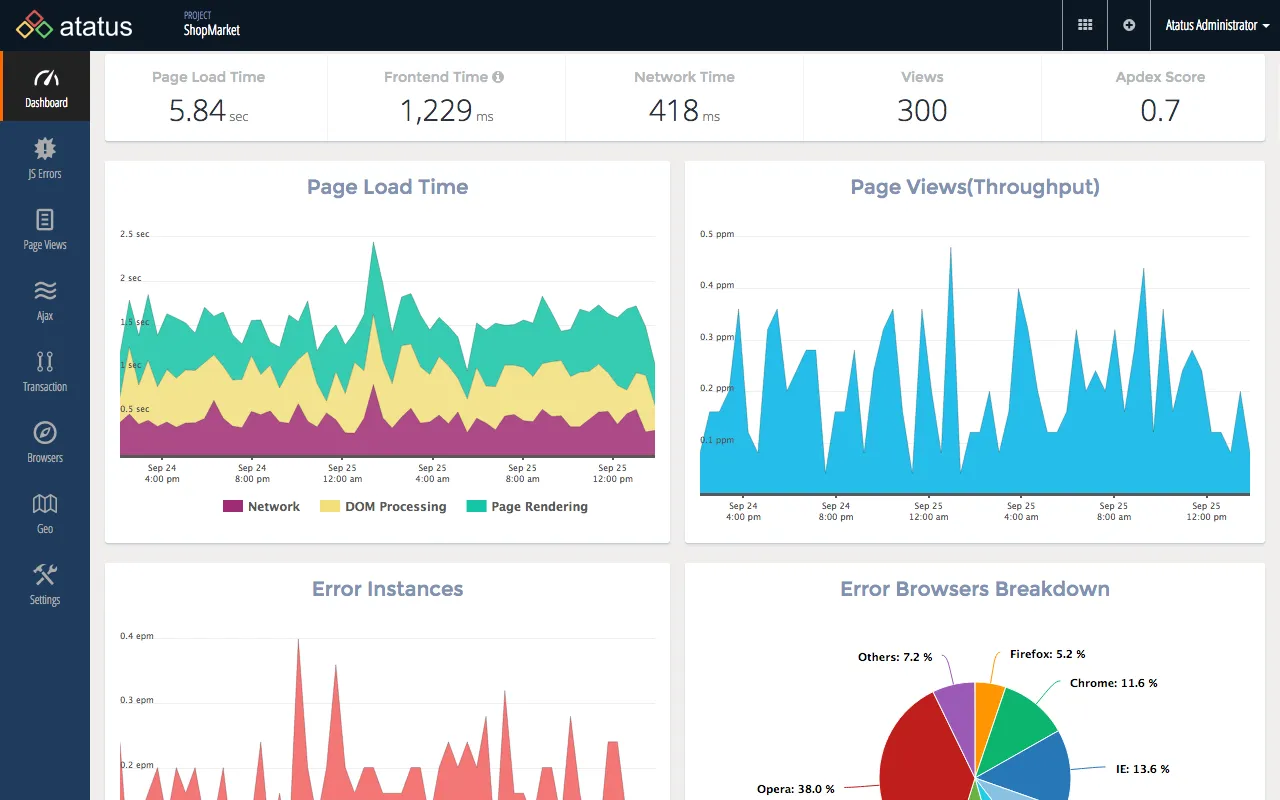 atatus
PROJECT
ShopMarket
Atatus Administrator
Dashboard
JS Errors
Page Views
Ajax
Transaction
Browsers
Geo
Settings
Page Load Time
5.84 sec
Frontend Time
1,229 ms
Network Time
418 ms
Views
300
Apdex Score
0.7
Page Load Time
2.5 sec
2 sec
1.5 sec
1 sec
0.5 sec
Sep 24 Sep 24 Sep 25 Sep 25 Sep 25 Sep 25
4:00 pm 8:00 pm 12:00 am 4:00 am 8:00 am 12:00 pm
Network DOM Processing Page Rendering
Page Views(Throughput)
0.5 ppm
0.4 ppm
0.3 ppm
0.2 ppm
0.1 ppm
Sep 24 Sep 24 Sep 25 Sep 25 Sep 25 Sep 25
4:00 pm 8:00 pm 12:00 am 4:00 am 8:00 am 12:00 pm
Error Instances
0.4 epm
0.3 epm
0.2 epm
Error Browsers Breakdown
Others: 7.2 %
Firefox: 5.2 %
Chrome: 11.6 %
IE: 13.6 %
Opera: 38.0 %